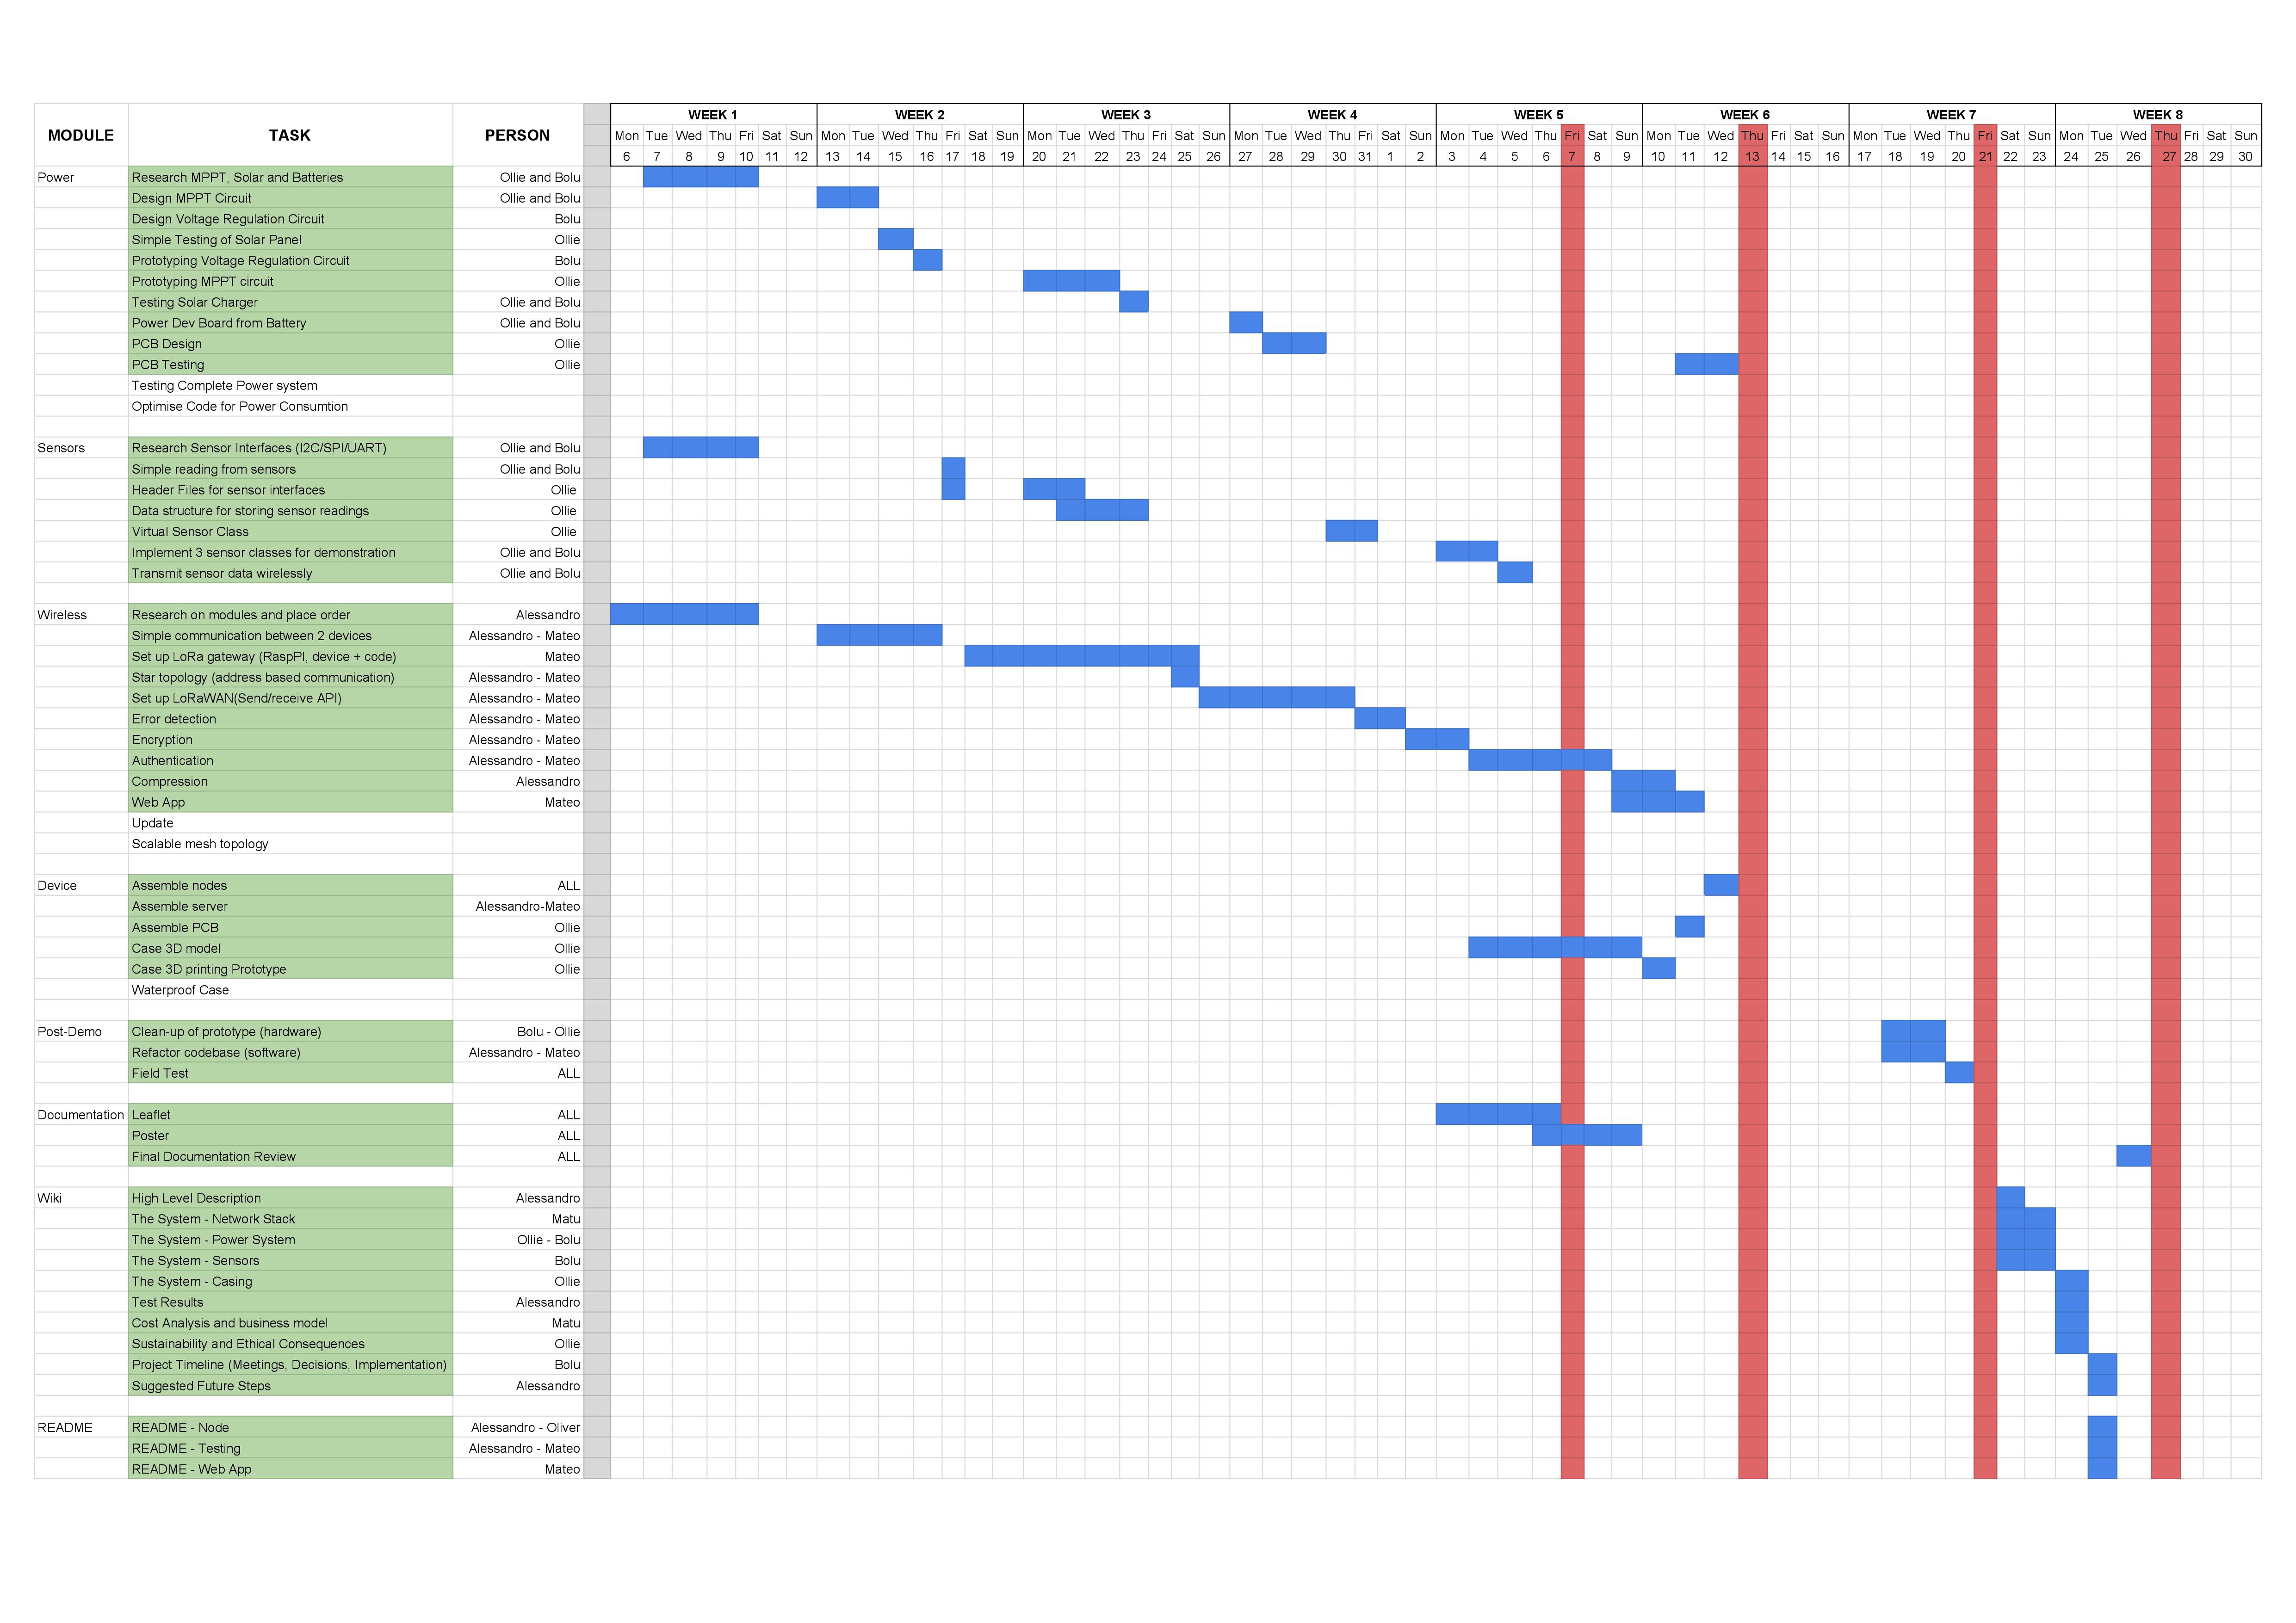 MODULE TASK PERSON WEEK 1 WEEK 2 WEEK 3 WEEK 4 WEEK 5 WEEK 6 WEEK 7 WEEK 8
Mon Tue Wed Thu Fri Sat Sun Mon Tue Wed Thu Fri Sat Sun Mon Tue Wed Thu Fri Sat Sun Mon Tue Wed Thu Fri Sat Sun Mon Tue Wed Thu Fri Sat Sun Mon Tue Wed Thu Fri Sat Sun Mon Tue Wed Thu Fri Sat Sun Mon Tue Wed Thu Fri Sat Sun
6 7 8 9 10 11 12 13 14 15 16 17 18 19 20 21 22 23 24 25 26 27 28 29 30 31 1 2 3 4 5 6 7 8 9 10 11 12 13 14 15 16 17 18 19 20 21 22 23 24 25 26 27 28 29 30
Power Research MPPT, Solar and Batteries Ollie and Bolu
Design MPPT Circuit Ollie and Bolu
Design Voltage Regulation Circuit Bolu
Simple Testing of Solar Panel Ollie
Prototyping Voltage Regulation Circuit Bolu
Prototyping MPPT circuit Ollie
Testing Solar Charger Ollie and Bolu
Power Dev Board from Battery Ollie and Bolu
PCB Design Ollie
PCB Testing Ollie
Testing Complete Power system
Optimise Code for Power Consumtion
Sensors Research Sensor Interfaces (I2C/SPI/UART) Ollie and Bolu
Simple reading from sensors Ollie and Bolu
Header Files for sensor interfaces Ollie
Data structure for storing sensor readings Ollie
Virtual Sensor Class Ollie
Implement 3 sensor classes for demonstration Ollie and Bolu
Transmit sensor data wirelessly Ollie and Bolu
Wireless Research on modules and place order Alessandro
Simple communication between 2 devices Alessandro - Mateo
Set up LoRa gateway (RaspPI, device + code) Mateo
Star topology (address based communication) Alessandro - Mateo
Set up LoRaWAN(Send/receive API) Alessandro - Mateo
Error detection Alessandro - Mateo
Encryption Alessandro - Mateo
Authentication Alessandro - Mateo
Compression Alessandro
Web App Mateo
Update
Scalable mesh topology
Device Assemble nodes ALL
Assemble server Alessandro-Mateo
Assemble PCB Ollie
Case 3D model Ollie
Case 3D printing Prototype Ollie
Waterproof Case
Post-Demo Clean-up of prototype (hardware) Bolu - Ollie
Refactor codebase (software) Alessandro - Mateo
Field Test ALL
Documentation Leaflet ALL
Poster ALL
Final Documentation Review ALL
Wiki High Level Description Alessandro
The System - Network Stack Matu
The System - Power System Ollie - Bolu
The System - Sensors Bolu
The System - Casing Ollie
Test Results Alessandro
Cost Analysis and business model Matu
Sustainability and Ethical Consequences Ollie
Project Timeline (Meetings, Decisions, Implementation) Bolu
Suggested Future Steps Alessandro
README README - Node Alessandro - Oliver
README - Testing Alessandro - Mateo
README - Web App Mateo